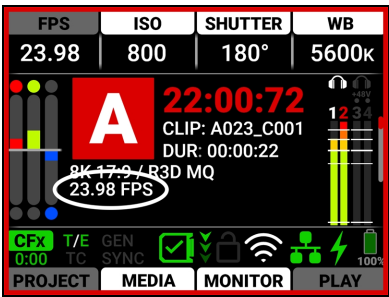 FPS ISO SHUTTER WB
23.98 800 180° 5600K
A
22:00:72
CLIP: A023_C001
DUR: 00:00:22
8K 17:9 / R3D MQ
23.98 FPS
+48V
1 2 3 4
CFX T/E GEN
0:00 TC SYNC
100%
PROJECT MEDIA MONITOR PLAY